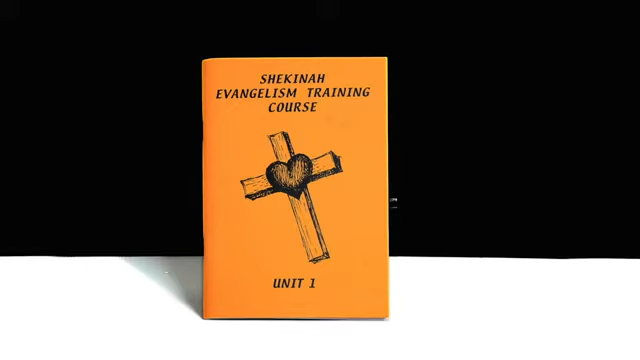 SHEKINAH
EVANGELISM TRAINING
COURSE
UNIT 1